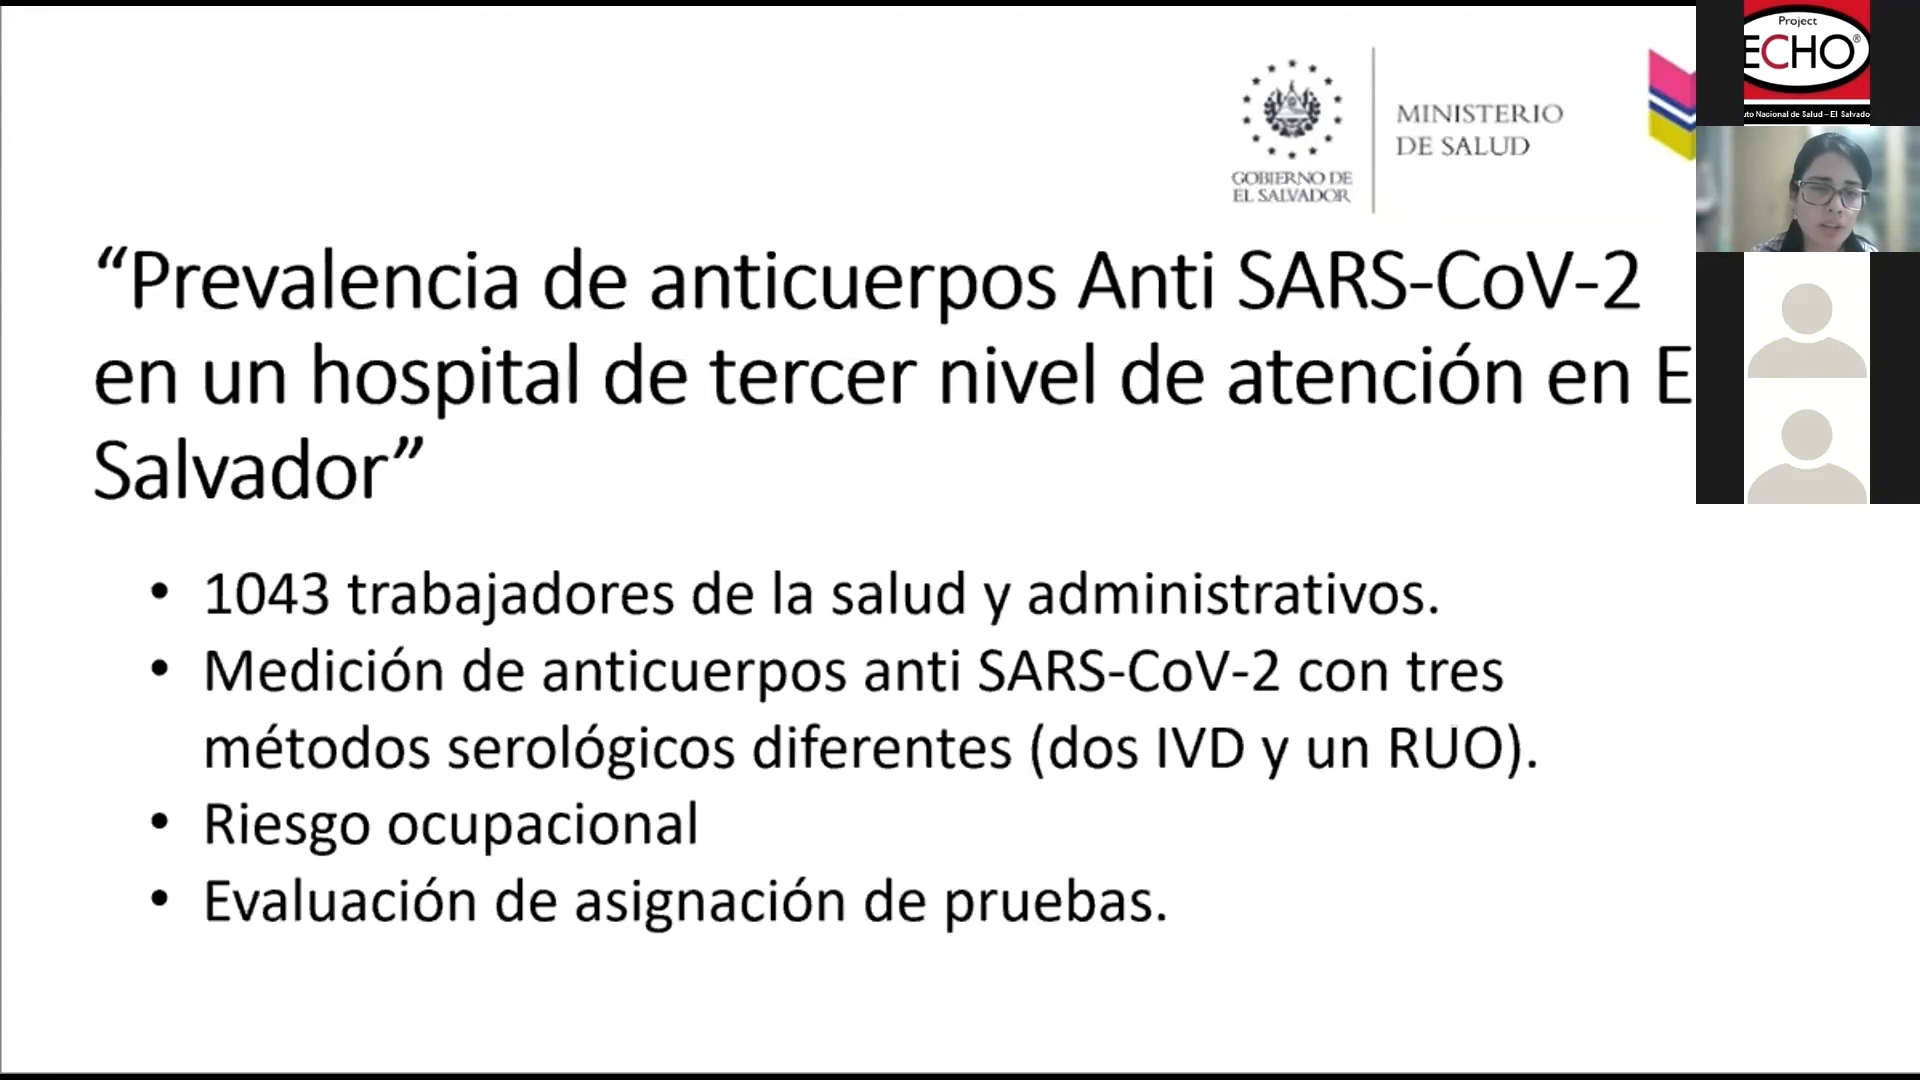 Project
ECHO®
uto Nacional de Salud – El Salvado
MINISTERIO
DE SALUD
GOBIERNO DE
EL SALVADOR
“Prevalencia de anticuerpos Anti SARS-CoV-2
en un hospital de tercer nivel de atención en E
Salvador”
• 1043 trabajadores de la salud y administrativos.
• Medición de anticuerpos anti SARS-CoV-2 con tres
métodos serológicos diferentes (dos IVD y un RUO).
• Riesgo ocupacional
• Evaluación de asignación de pruebas.